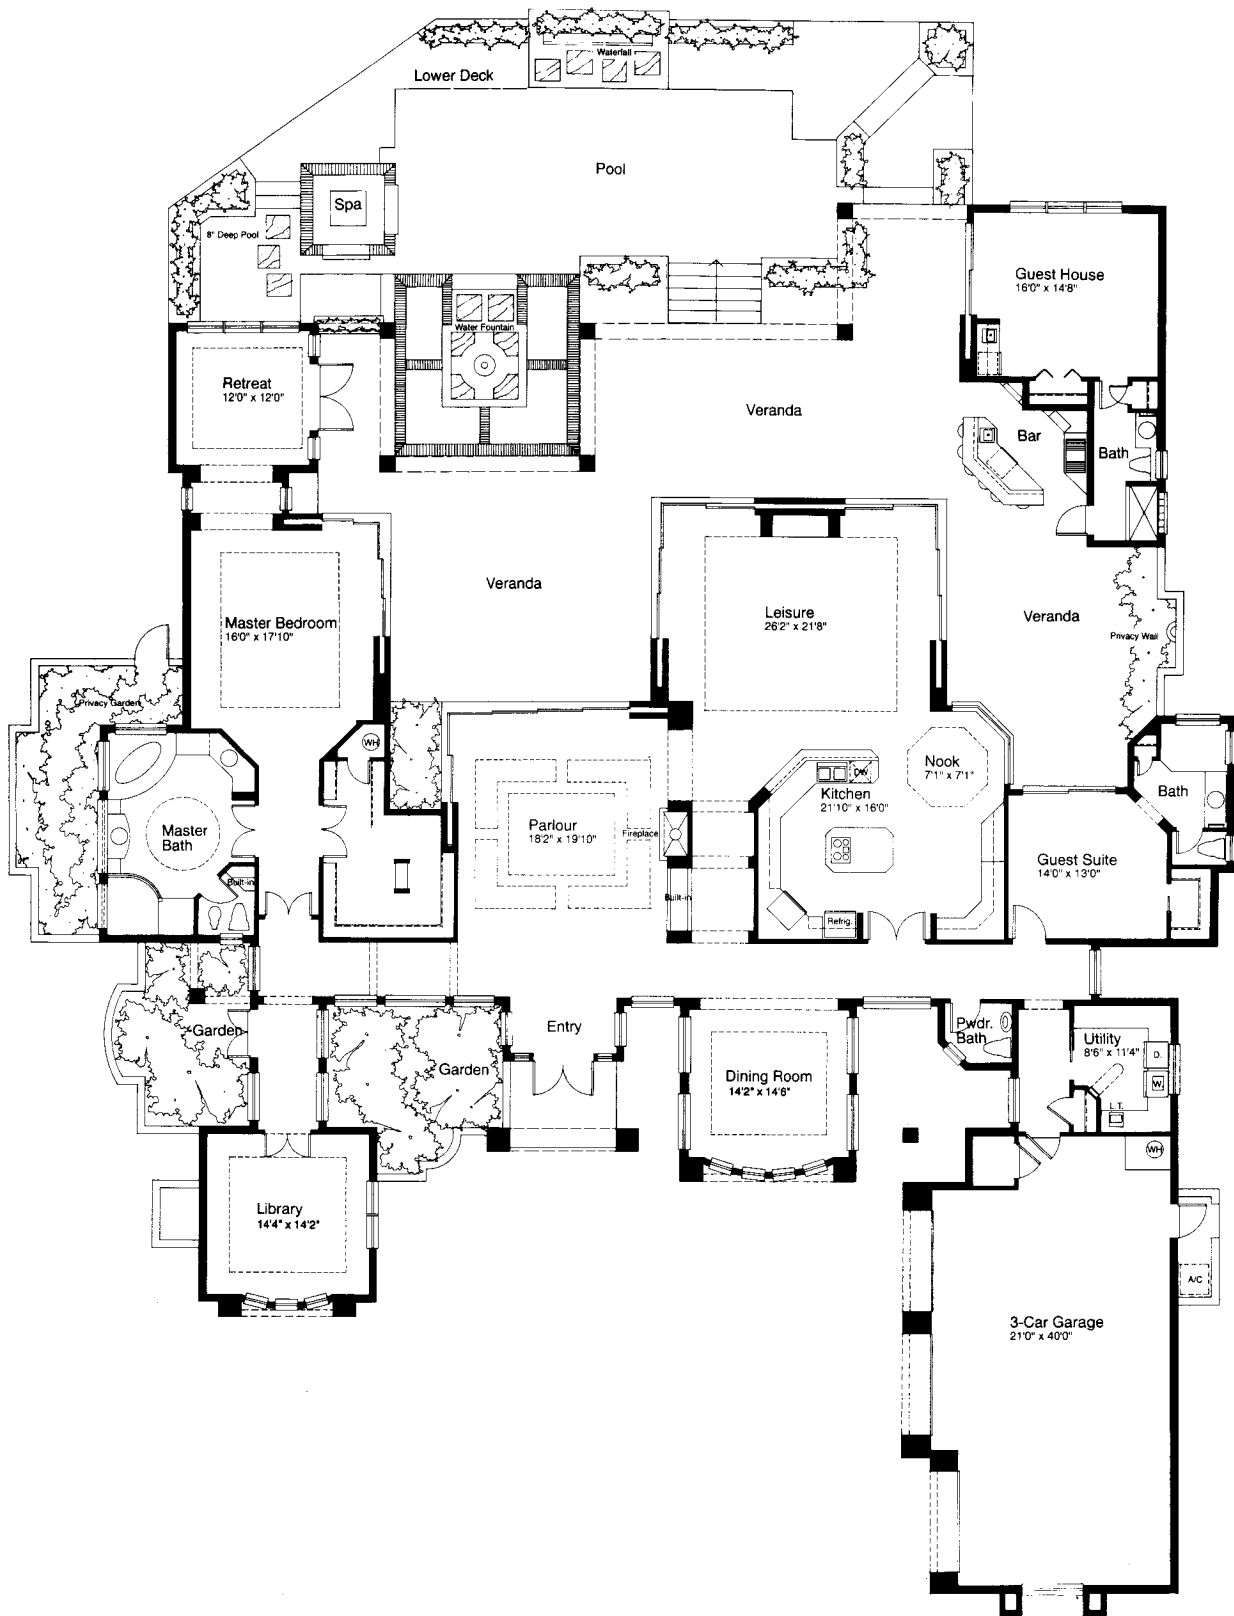 Waterfall
Lower Deck
Pool
Spa
8" Deep Pool
Guest House
16'0" x 14'8"
Water Fountain
Retreat
12'0" x 12'0"
Veranda
Bar
Bath
Veranda
Leisure
26'2" x 21'8"
Master Bedroom
16'0" x 17'10"
Veranda
Privacy Wall
Privacy Garden
WH
Nook
7'1" x 7'1"
DW
Kitchen
21'10" x 16'0"
Bath
Master
Bath
Parlour
18'2" x 19'10"
Fireplace
Guest Suite
14'0" x 13'0"
Built-in
Built-in
Refrig.
Garden
Entry
Pwdr.
Bath
Utility
8'6" x 11'4"
D.
W.
L.T.
Garden
Dining Room
14'2" x 14'6"
WH
Library
14'4" x 14'2"
A/C
3-Car Garage
21'0" x 40'0"